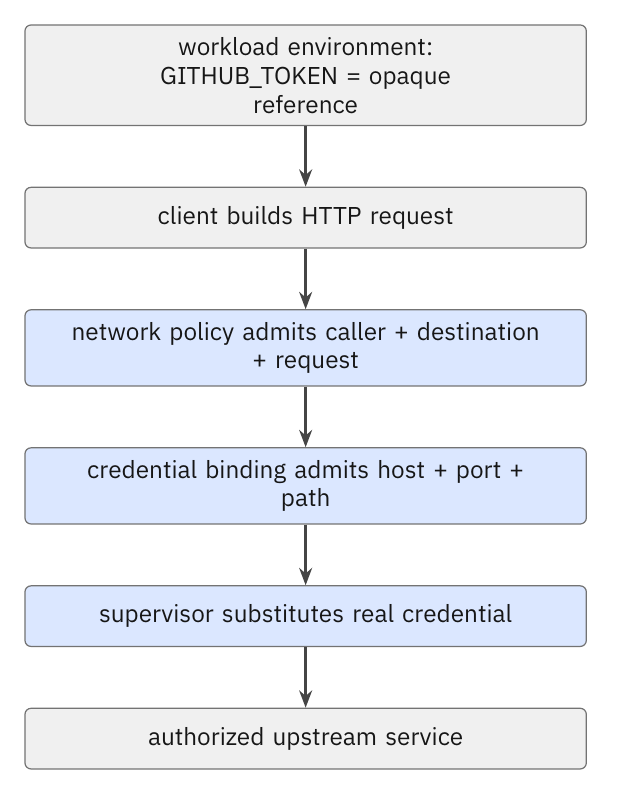 workload environment:
GITHUB_TOKEN = opaque
reference
client builds HTTP request
network policy admits caller + destination
+ request
credential binding admits host + port +
path
supervisor substitutes real credential
authorized upstream service